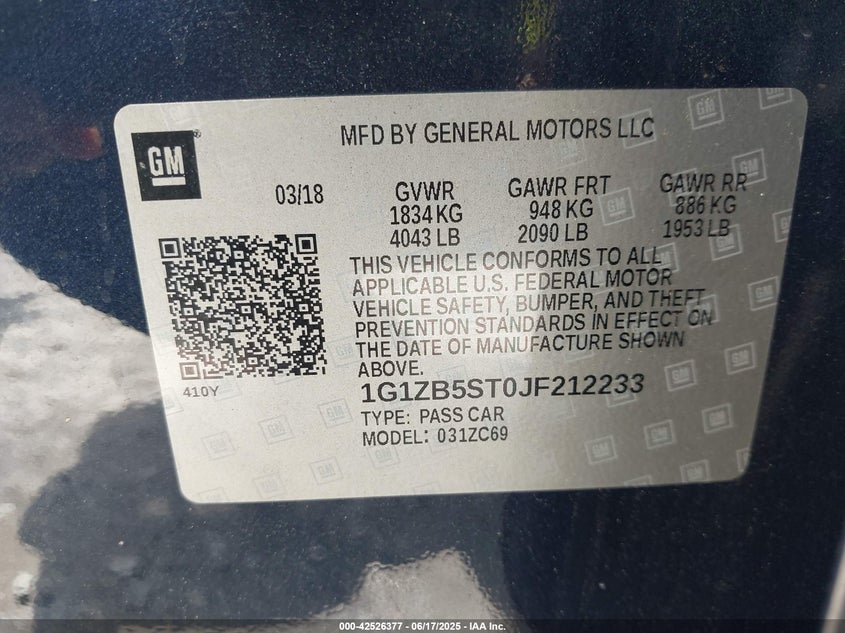 MFD BY GENERAL MOTORS LLC
GM
03/18
GVWR GAWR FRT GAWR RR
1834 KG 948 KG 886 KG
4043 LB 2090 LB 1953 LB
THIS VEHICLE CONFORMS TO ALL
APPLICABLE U.S. FEDERAL MOTOR
VEHICLE SAFETY, BUMPER, AND THEFT
PREVENTION STANDARDS IN EFFECT ON
THE DATE OF MANUFACTURE SHOWN
ABOVE.
410Y
1G1ZB5ST0JF212233
TYPE: PASS CAR
MODEL: 031ZC69
000-42526377 - 06/17/2025 - IAA Inc.